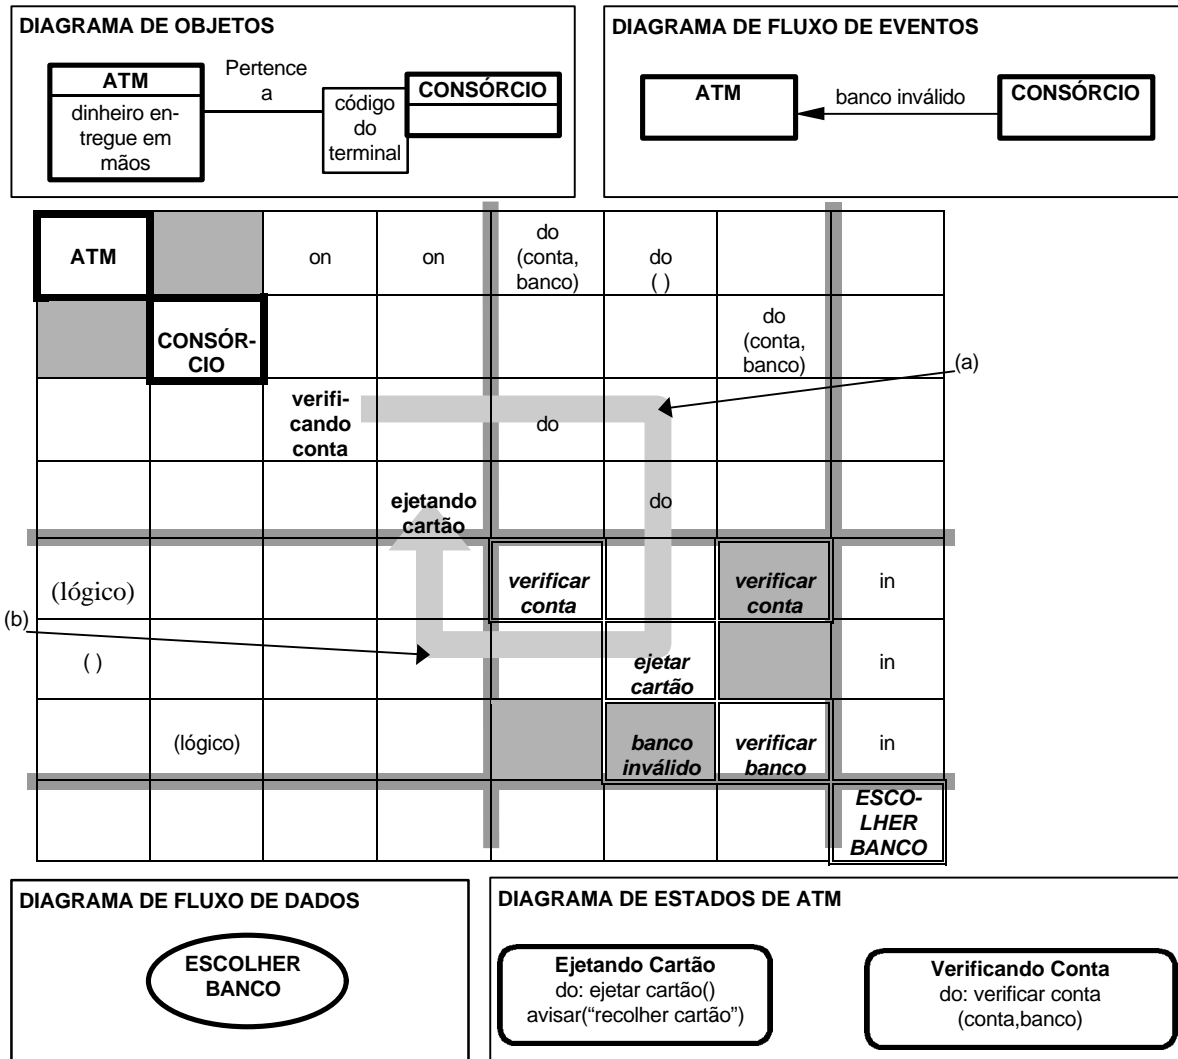 DIAGRAMA DE OBJETOS
ATM
dinheiro en-
tregue em
mãos
Pertence
a
código
do
terminal
CONSÓRCIO
DIAGRAMA DE FLUXO DE EVENTOS
ATM
banco inválido
CONSÓRCIO
ATM
on
on
do
(conta,
banco)
do
( )
CONSÓR-
CIO
do
(conta,
banco)
(a)
verifi-
cando
conta
do
ejetando
cartão
do
(lógico)
verificar
conta
verificar
conta
in
(b)
( )
ejetar
cartão
in
(lógico)
banco
inválido
verificar
banco
in
ESCO-
LHER
BANCO
DIAGRAMA DE FLUXO DE DADOS
ESCOLHER
BANCO
DIAGRAMA DE ESTADOS DE ATM
Ejetando Cartão
do: ejetar cartão()
avisar(“recolher cartão”)
Verificando Conta
do: verificar conta
(conta,banco)